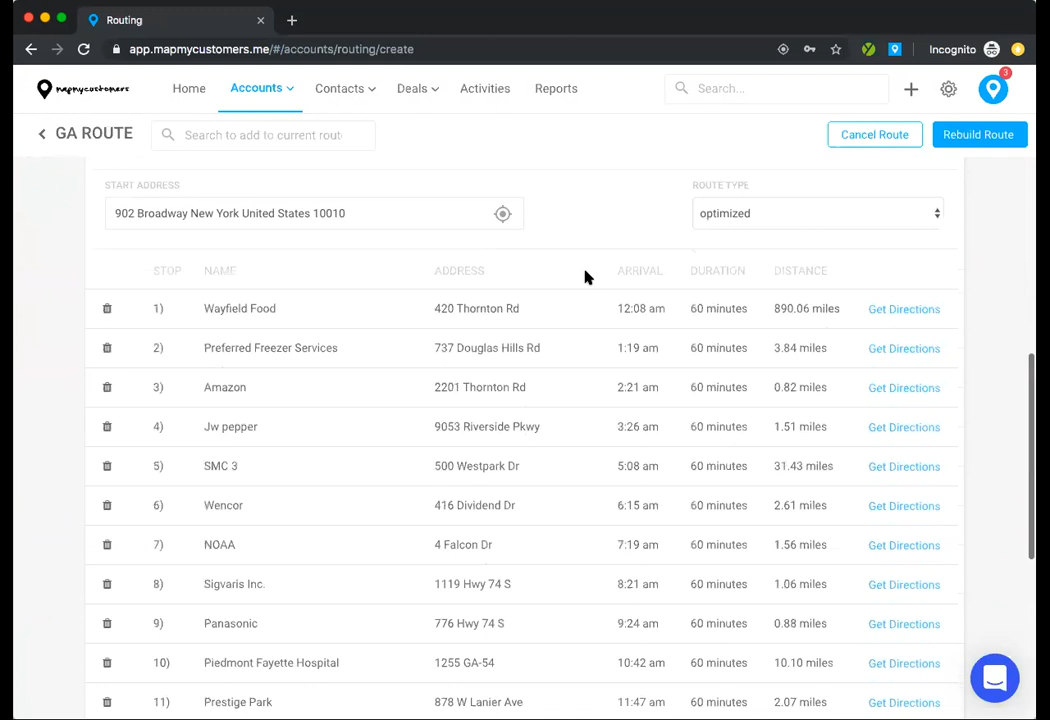 Routing
app.mapmycustomers.me/#/accounts/routing/create
Incognito
mapmycustomers
Home
Accounts
Contacts
Deals
Activities
Reports
Search...
3
GA ROUTE
Search to add to current rout
Cancel Route
Rebuild Route
START ADDRESS
ROUTE TYPE
902 Broadway New York United States 10010
optimized
STOP NAME ADDRESS ARRIVAL DURATION DISTANCE
1) Wayfield Food 420 Thornton Rd 12:08 am 60 minutes 890.06 miles Get Directions
2) Preferred Freezer Services 737 Douglas Hills Rd 1:19 am 60 minutes 3.84 miles Get Directions
3) Amazon 2201 Thornton Rd 2:21 am 60 minutes 0.82 miles Get Directions
4) Jw pepper 9053 Riverside Pkwy 3:26 am 60 minutes 1.51 miles Get Directions
5) SMC 3 500 Westpark Dr 5:08 am 60 minutes 31.43 miles Get Directions
6) Wencor 416 Dividend Dr 6:15 am 60 minutes 2.61 miles Get Directions
7) NOAA 4 Falcon Dr 7:19 am 60 minutes 1.56 miles Get Directions
8) Sigvaris Inc. 1119 Hwy 74 S 8:21 am 60 minutes 1.06 miles Get Directions
9) Panasonic 776 Hwy 74 S 9:24 am 60 minutes 0.88 miles Get Directions
10) Piedmont Fayette Hospital 1255 GA-54 10:42 am 60 minutes 10.10 miles Get Directions
11) Prestige Park 878 W Lanier Ave 11:47 am 60 minutes 2.07 miles Get Directions